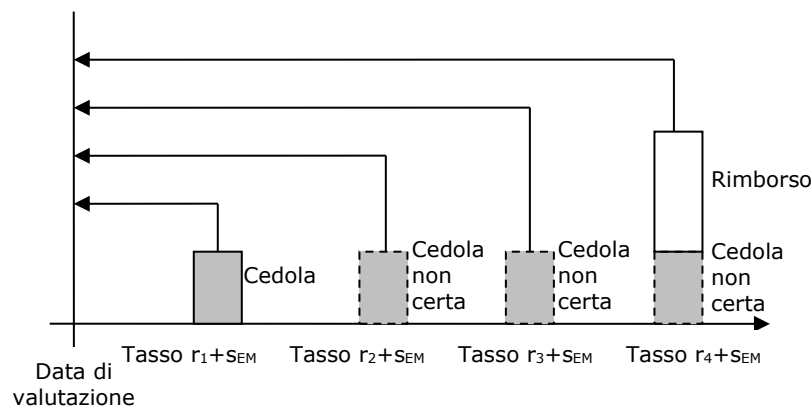 Rimborso
Cedola
Cedola
non
certa
Cedola
non
certa
Cedola
non
certa
Tasso r1+sEM
Tasso r2+sEM
Tasso r3+sEM
Tasso r4+sEM
Data di
valutazione